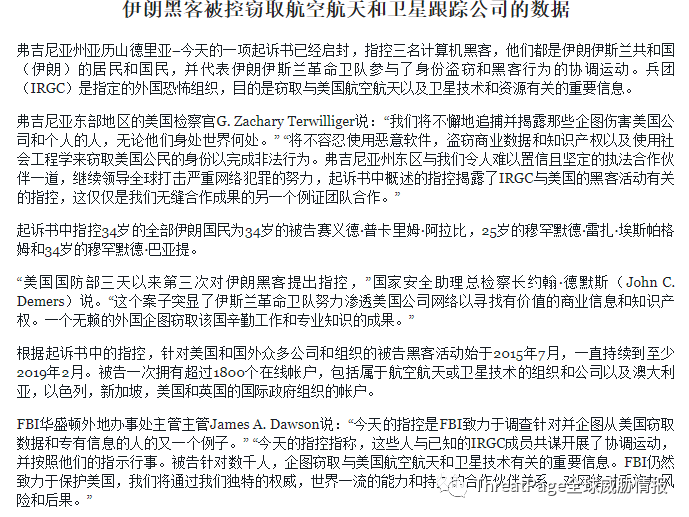 伊朗黑客被控窃取航空航天和卫星跟踪公司的数据
弗吉尼亚州亚历山德里亚–今天的一项起诉书已经启封，指控三名计算机黑客，他们都是伊朗伊斯兰共和国
（伊朗）的居民和国民，并代表伊朗伊斯兰革命卫队参与了身份盗窃和黑客行为的协调运动。兵团
（IRGC）是指定的外国恐怖组织，目的是窃取与美国航空航天以及卫星技术和资源有关的重要信息。
弗吉尼亚东部地区的美国检察官G. Zachary Terwilliger说：“我们将不懈地追捕并揭露那些企图伤害美国公
司和个人的人，无论他们身处世界何处。” “将不容忍使用恶意软件，盗窃商业数据和知识产权以及使用社
会工程学来窃取美国公民的身份以完成非法行为。弗吉尼亚州东区与我们令人难以置信且坚定的执法合作伙
伴一道，继续领导全球打击严重网络犯罪的努力，起诉书中概述的指控揭露了IRGC与美国的黑客活动有关
的指控，这仅仅是我们无缝合作成果的另一个例证团队合作。”
起诉书中指控34岁的全部伊朗国民为34岁的被告赛义德·普卡里姆·阿拉比，25岁的穆罕默德·雷扎·埃斯帕格
姆和34岁的穆罕默德·巴亚提。
“美国国防部三天以来第三次对伊朗黑客提出指控，”国家安全助理总检察长约翰·德默斯（John C.
Demers）说。“这个案子突显了伊斯兰革命卫队努力渗透美国公司网络以寻找有价值的商业信息和知识产
权。一个无赖的外国企图窃取该国辛勤工作和专业知识的成果。”
根据起诉书中的指控，针对美国和国外众多公司和组织的被告黑客活动始于2015年7月，一直持续到至少
2019年2月。被告一次拥有超过1800个在线帐户，包括属于航空航天或卫星技术的组织和公司以及澳大利
亚，以色列，新加坡，美国和英国的国际政府组织的帐户。
FBI华盛顿外地办事处主管主管James A. Dawson说：“今天的指控是FBI致力于调查针对并企图从美国窃取
数据和专有信息的人的又一个例子。” “今天的指控指称，这些人与已知的IRGC成员共谋开展了协调运动，
并按照他们的指示行事。被告针对数千人，企图窃取与美国航空航天和卫星技术有关的重要信息。FBI仍然
致力于保护美国，我们将通过我们独特的权威，世界一流的能力和持久的合作伙伴关系，对网络对手施加风
险和后果。”
ThreatPage全球威胁情报